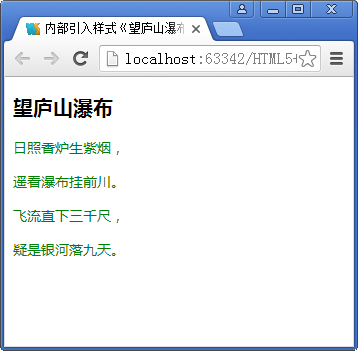 内部引入样式《望庐山瀑布
localhost:63342/HTML5
望庐山瀑布
日照香炉生紫烟，
遥看瀑布挂前川。
飞流直下三千尺，
疑是银河落九天。